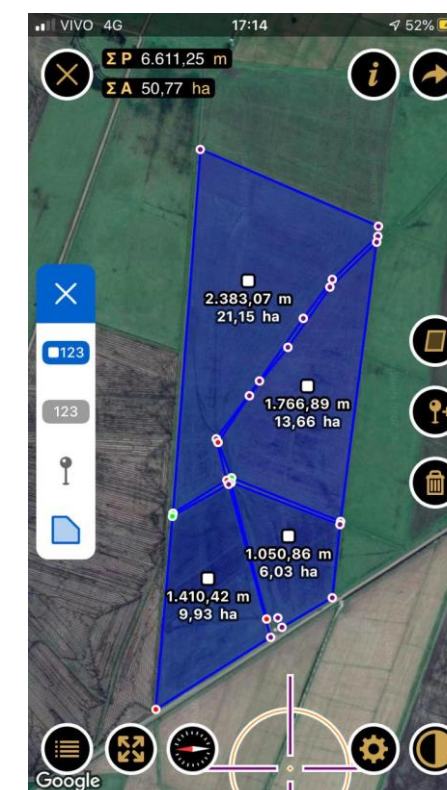 VIVO 4G 17:14 52%
Σ P 6.611,25 m
Σ A 50,77 ha
i
2.383,07 m
21,15 ha
123
1.766,89 m
13,66 ha
123
1.050,86 m
6,03 ha
1.410,42 m
9,93 ha
Google